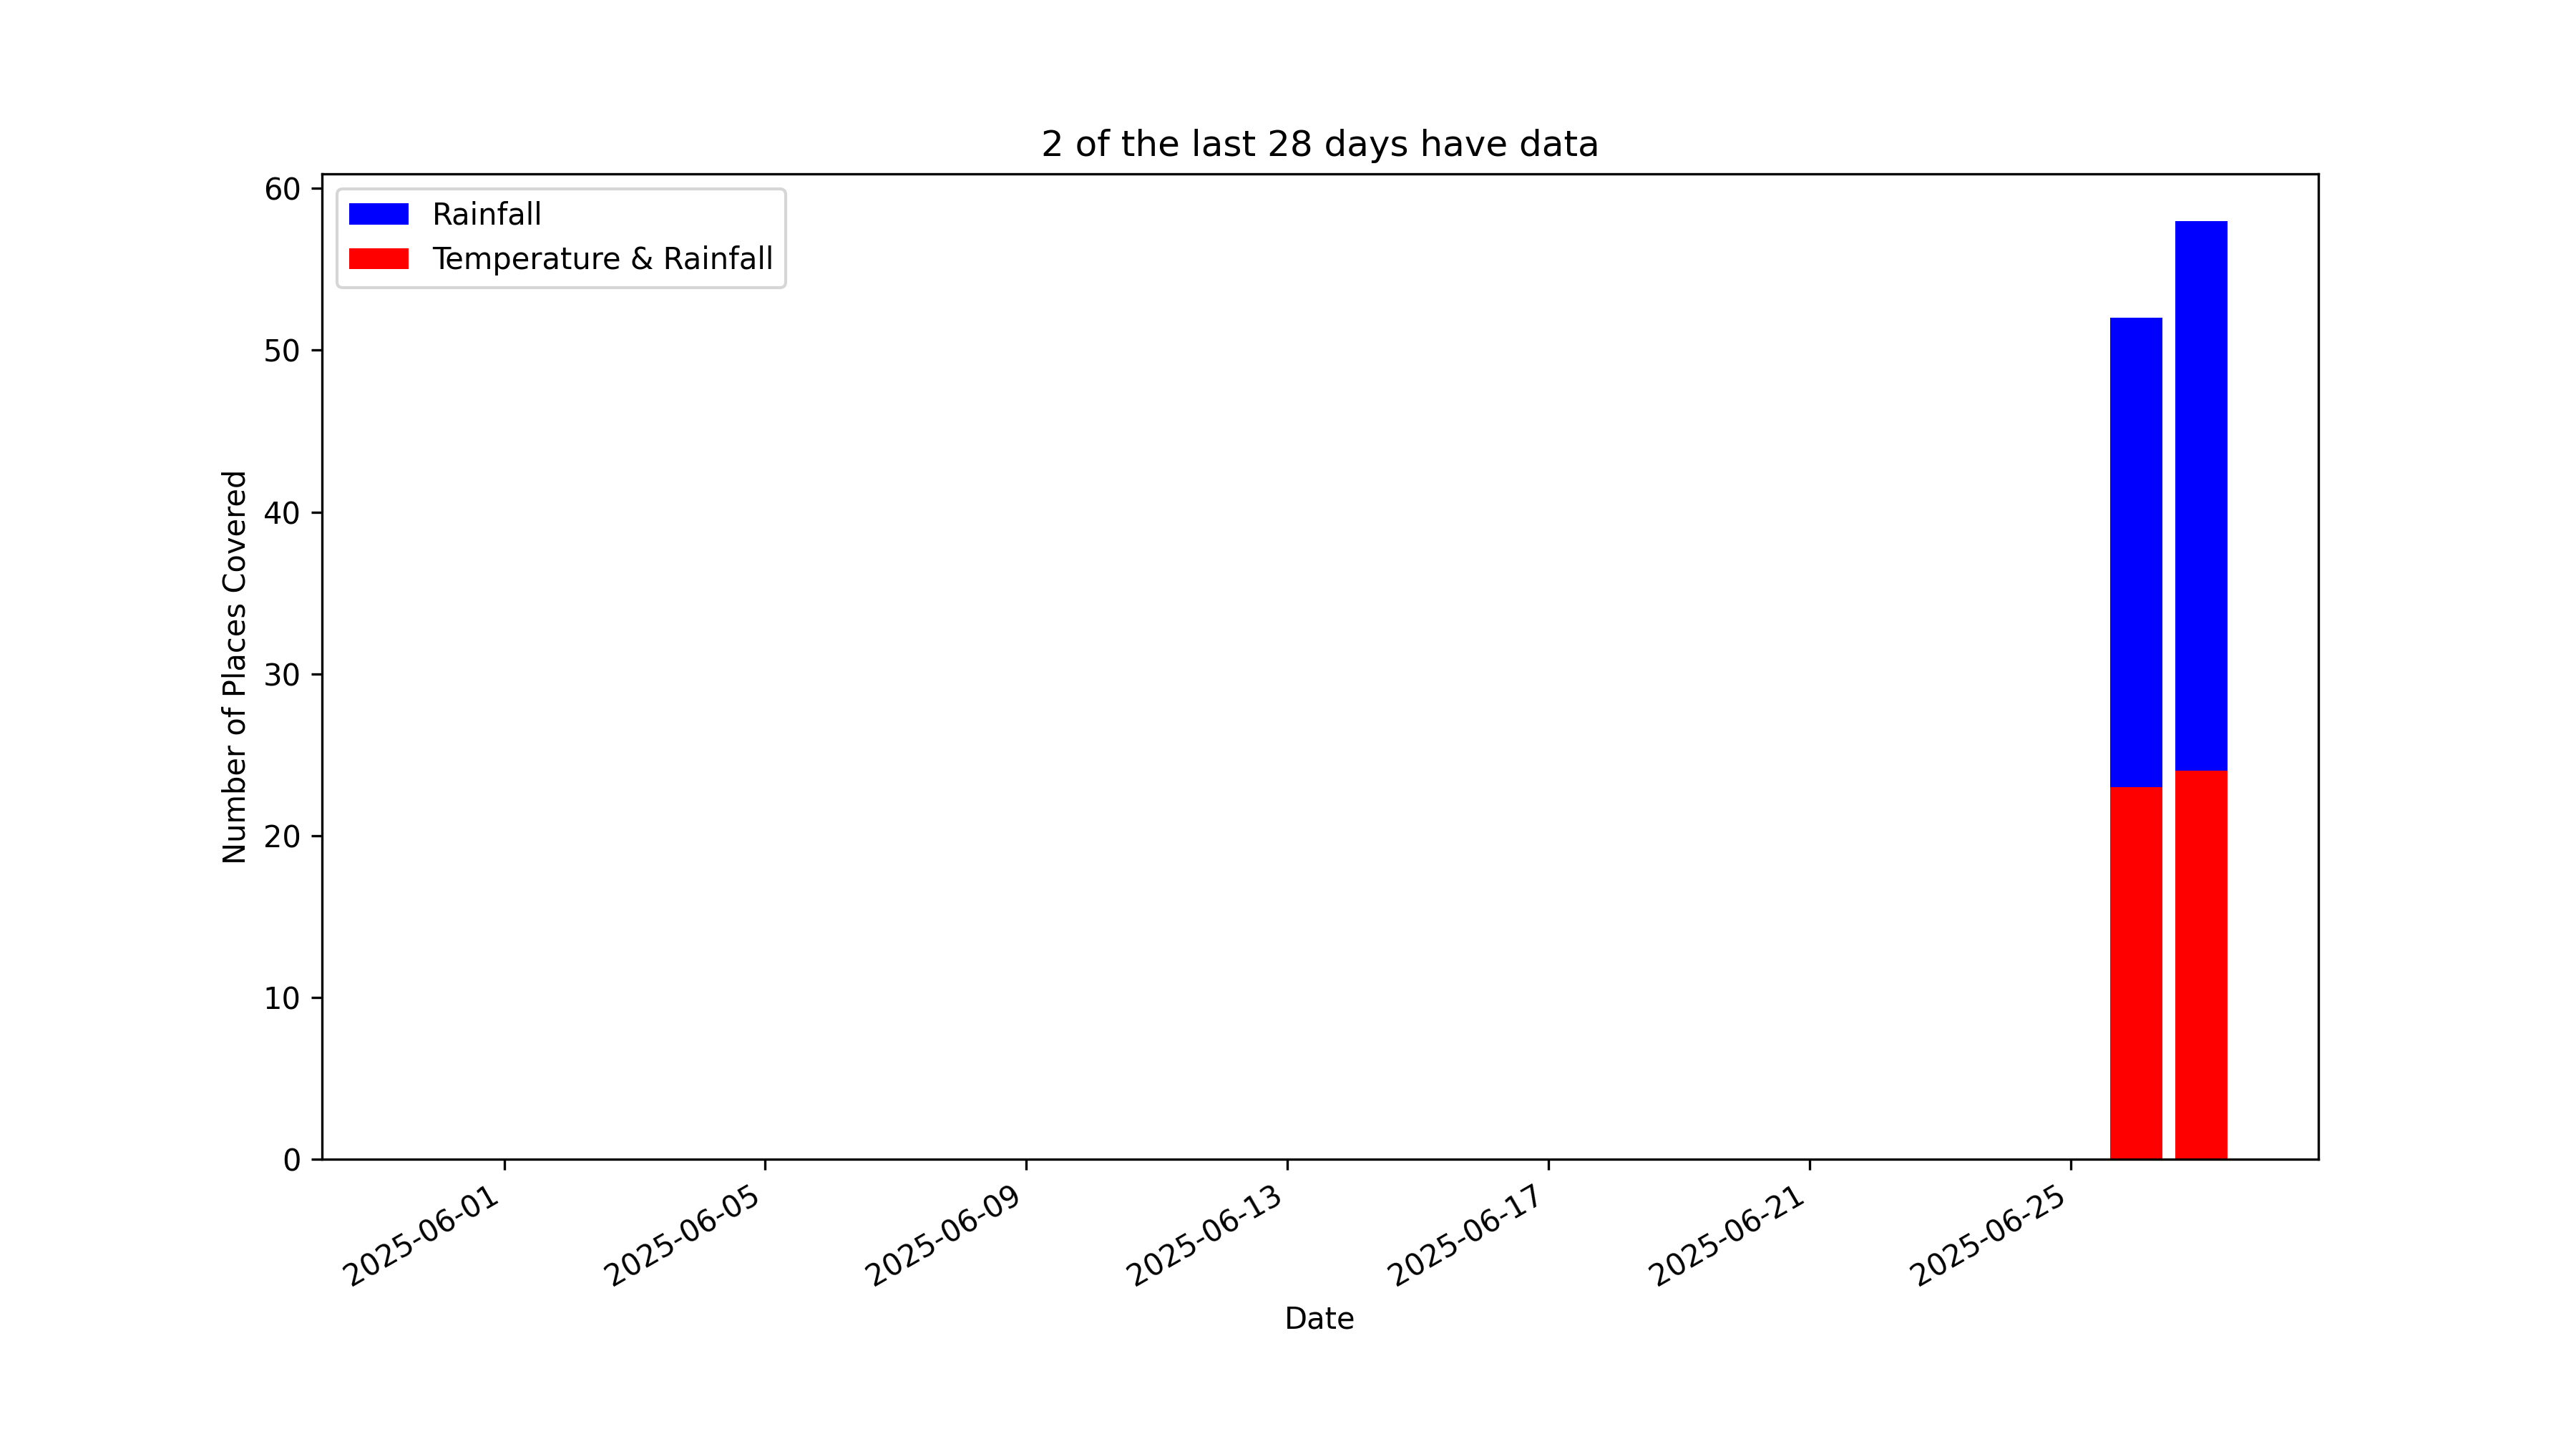 2 of the last 28 days have data
Rainfall
Temperature & Rainfall
Number of Places Covered
60
50
40
30
20
10
0
2025-06-01
2025-06-05
2025-06-09
2025-06-13
2025-06-17
2025-06-21
2025-06-25
Date